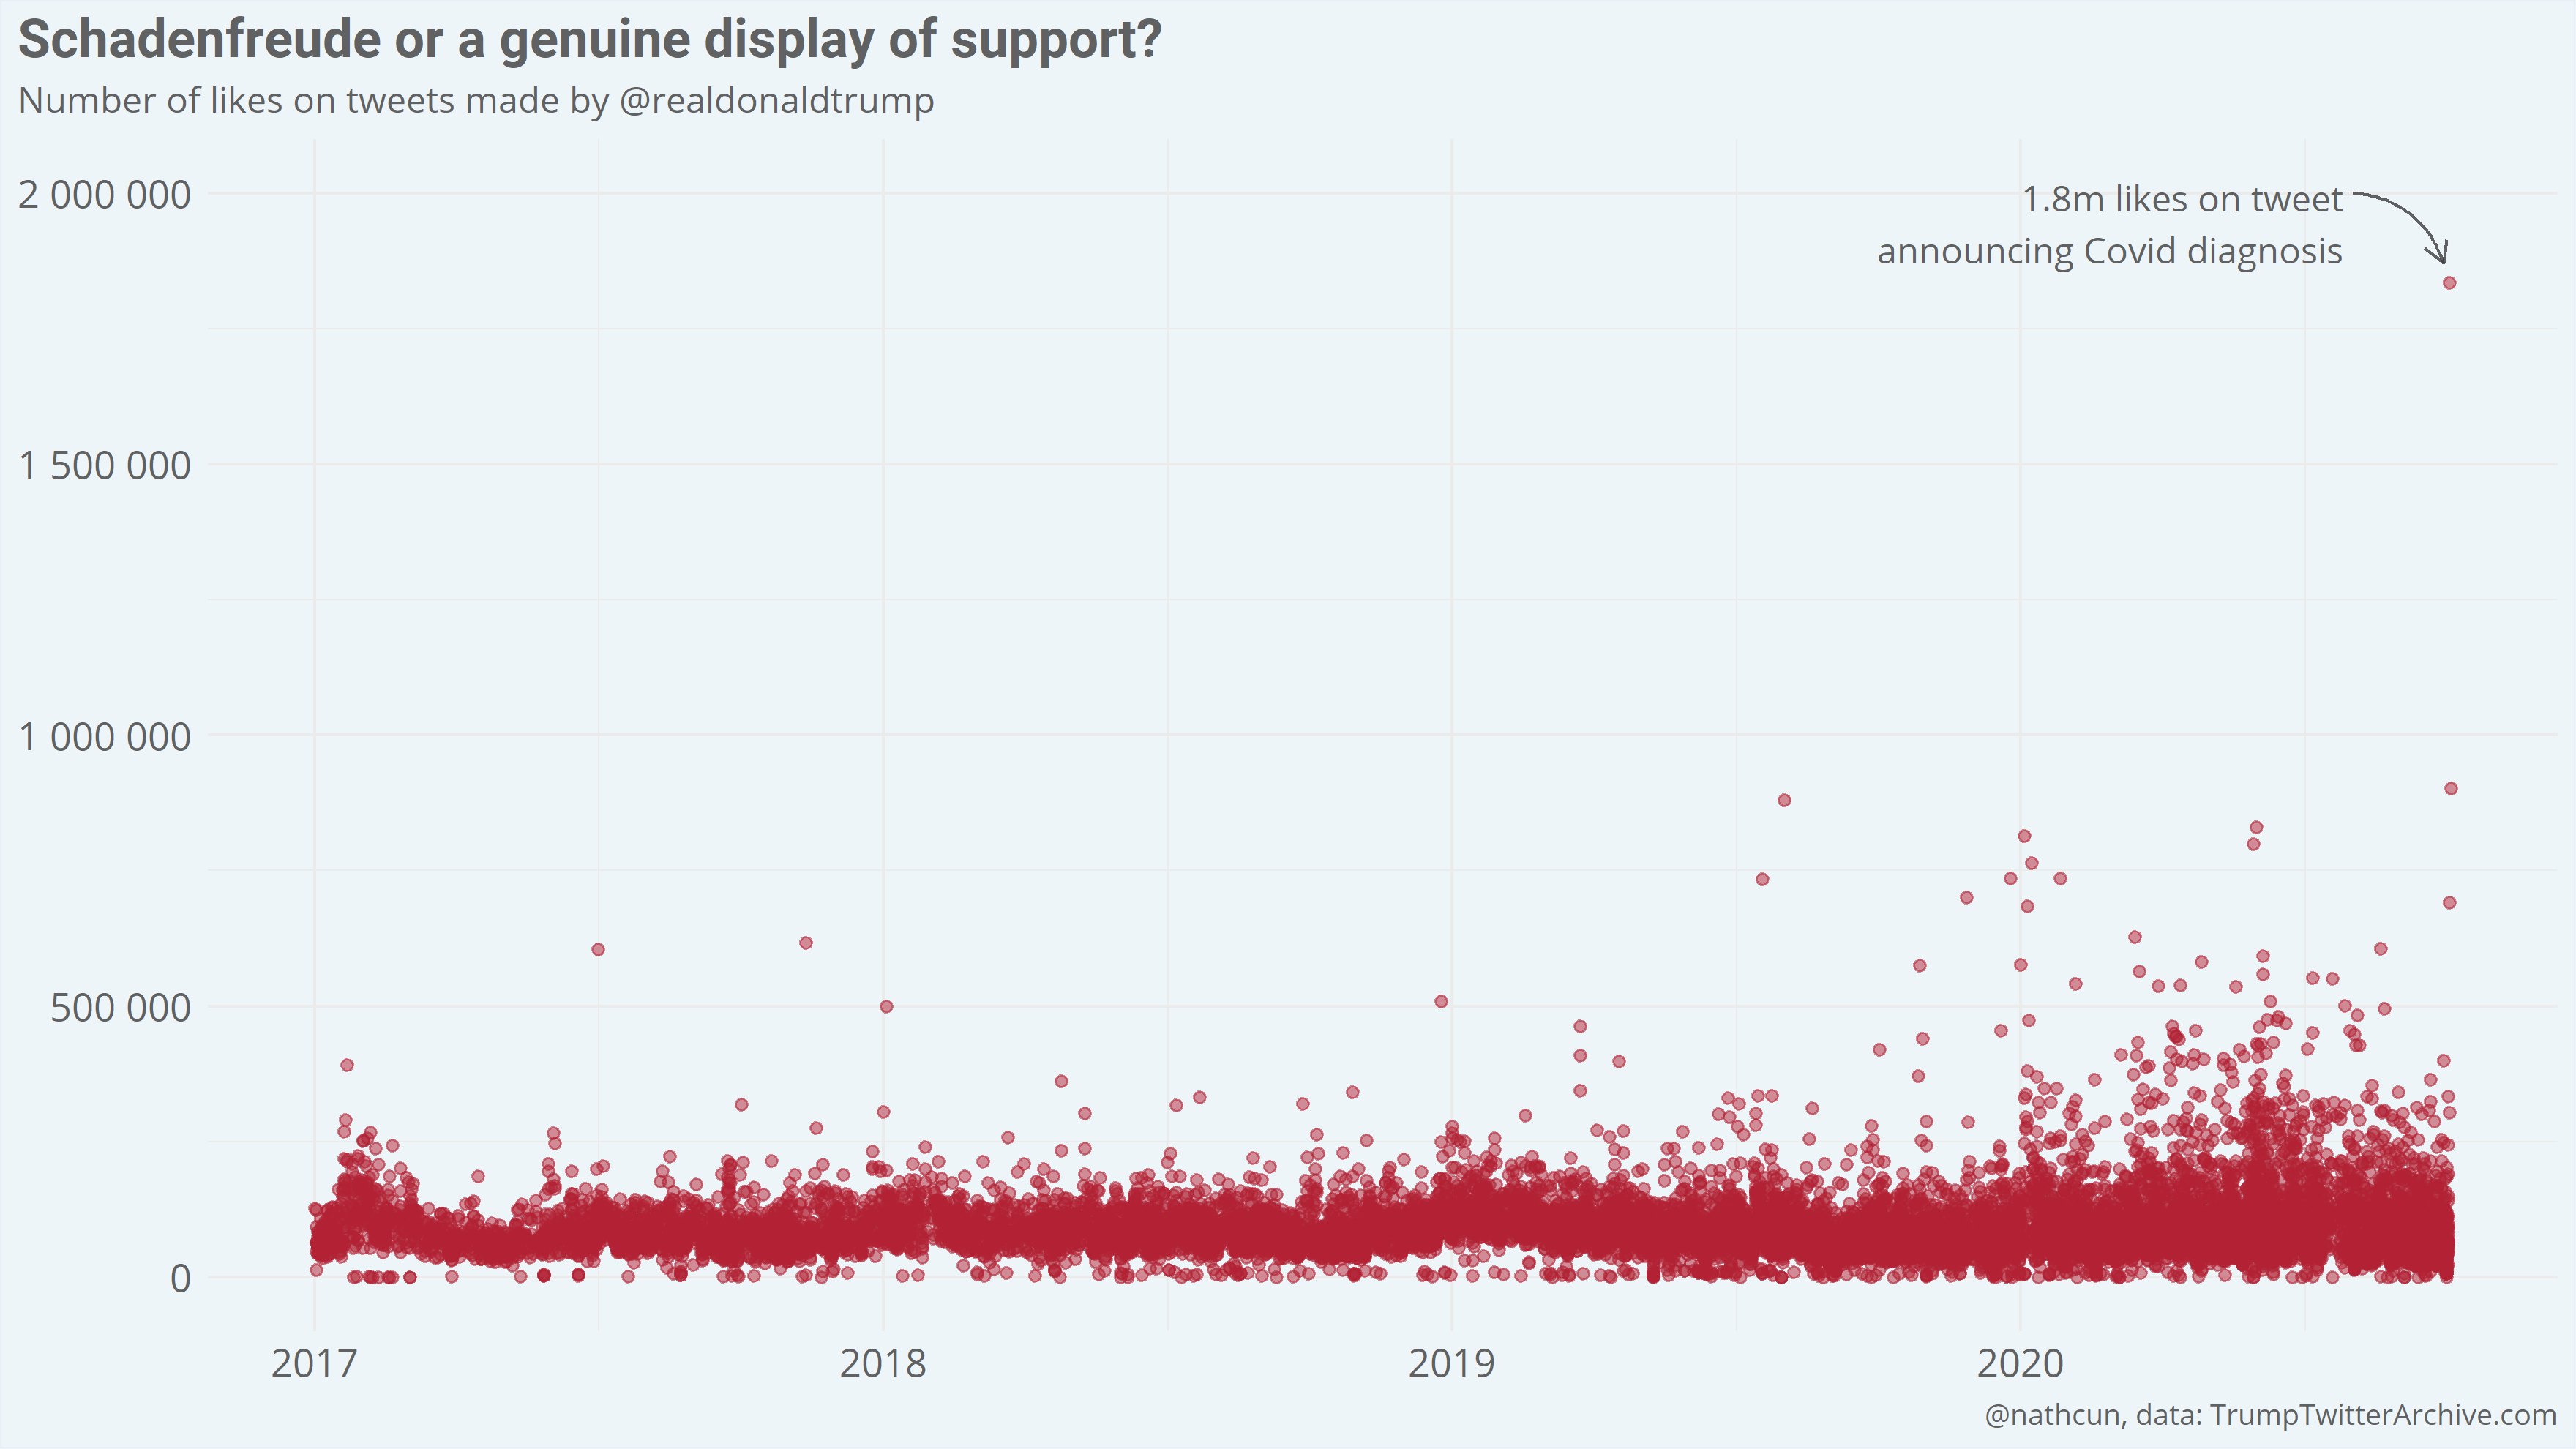 Schadenfreude or a genuine display of support?
Number of likes on tweets made by @realdonaldtrump
2 000 000
1.8m likes on tweet
announcing Covid diagnosis
1 500 000
1 000 000
500 000
0
2017
2018
2019
2020
@nathcun, data: TrumpTwitterArchive.com